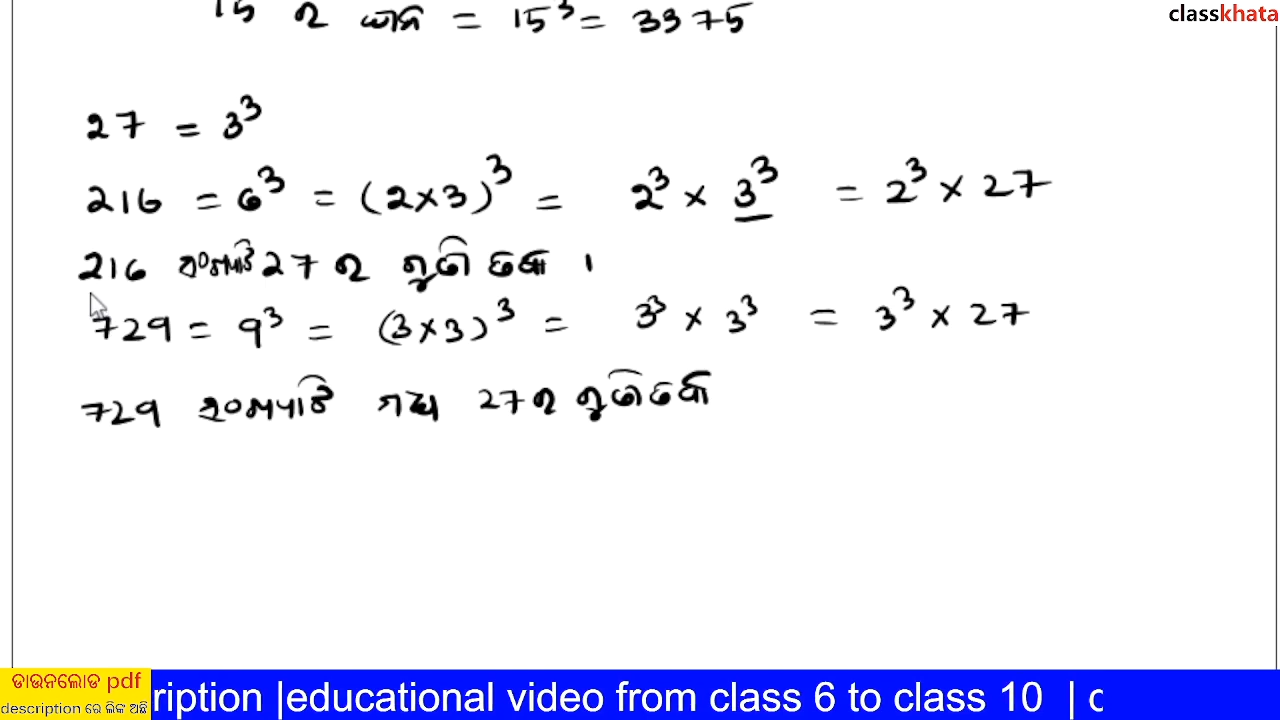 classkhata
15 ର ଘନ = 15³ = 3375
27 = 3³
216 = 6³ = (2×3)³ = 2³ × 3³ = 2³ × 27
216 ସଂଖ୍ୟାଟି 27 ର ଗୁଣିତକ ।
729 = 9³ = (3×3)³ = 3³ × 3³ = 3³ × 27
729 ସଂଖ୍ୟାଟି ମଧ୍ୟ 27 ର ଗୁଣିତକ
ଡାଉନଲୋଡ pdf
description ରେ ଲିଙ୍କ ଅଛି
ription |educational video from class 6 to class 10 | c